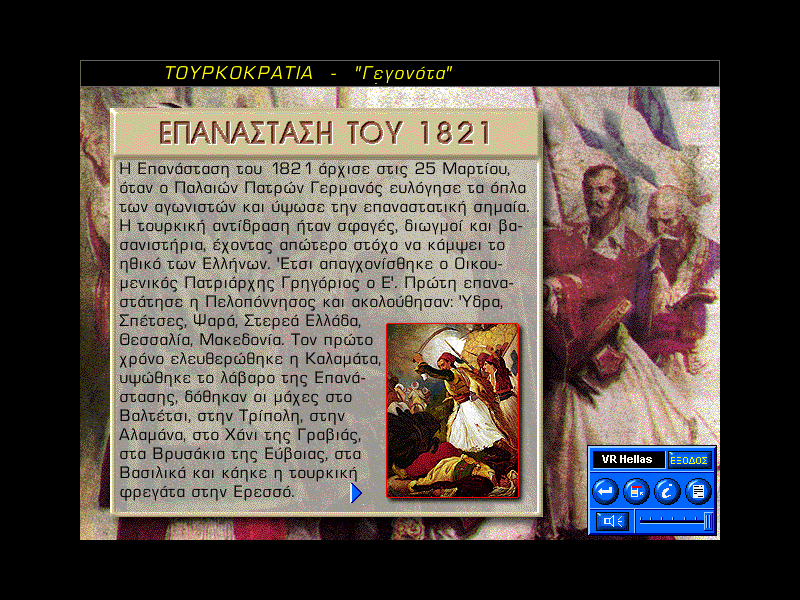 ΤΟΥΡΚΟΚΡΑΤΙΑ - "Γεγονότα"
ΕΠΑΝΑΣΤΑΣΗ ΤΟΥ 1821
Η Επανάσταση του 1821 άρχισε στις 25 Μαρτίου,
όταν ο Παλαιών Πατρών Γερμανός ευλόγησε τα όπλα
των αγωνιστών και ύψωσε την επαναστατική σημαία.
Η τουρκική αντίδραση ήταν σφαγές, διωγμοί και βα-
σανιστήρια, έχοντας απώτερο στόχο να κάμψει το
ηθικό των Ελλήνων. 'Ετσι απαγχονίσθηκε ο Οικου-
μενικός Πατριάρχης Γρηγόριος ο Ε'. Πρώτη επανα-
στάτησε η Πελοπόννησος και ακολούθησαν: 'Υδρα,
Σπέτσες, Ψαρά, Στερεά Ελλάδα,
Θεσσαλία, Μακεδονία. Τον πρώτο
χρόνο ελευθερώθηκε η Καλαμάτα,
υψώθηκε το λάβαρο της Επανά-
στασης, δόθηκαν οι μάχες στο
Βαλτέτσι, στην Τρίπολη, στην
Αλαμάνα, στο Χάνι της Γραβιάς,
στα Βρυσάκια της Εύβοιας, στα
Βασιλικά και κάηκε η τουρκική
φρεγάτα στην Ερεσσό.
VR Hellas ΕΞΟΔΟΣ